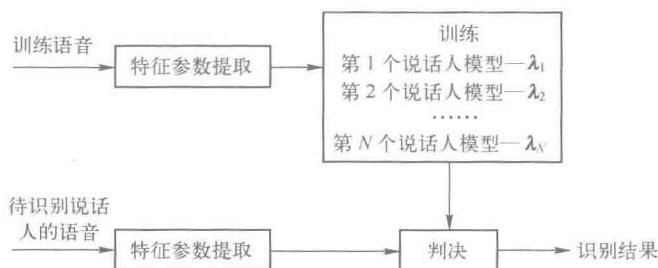 训练语音
特征参数提取
训练
第1个说话人模型—λ₁
第2个说话人模型—λ₂
……
第N个说话人模型—λN
待识别说话
人的语音
特征参数提取
判决
识别结果